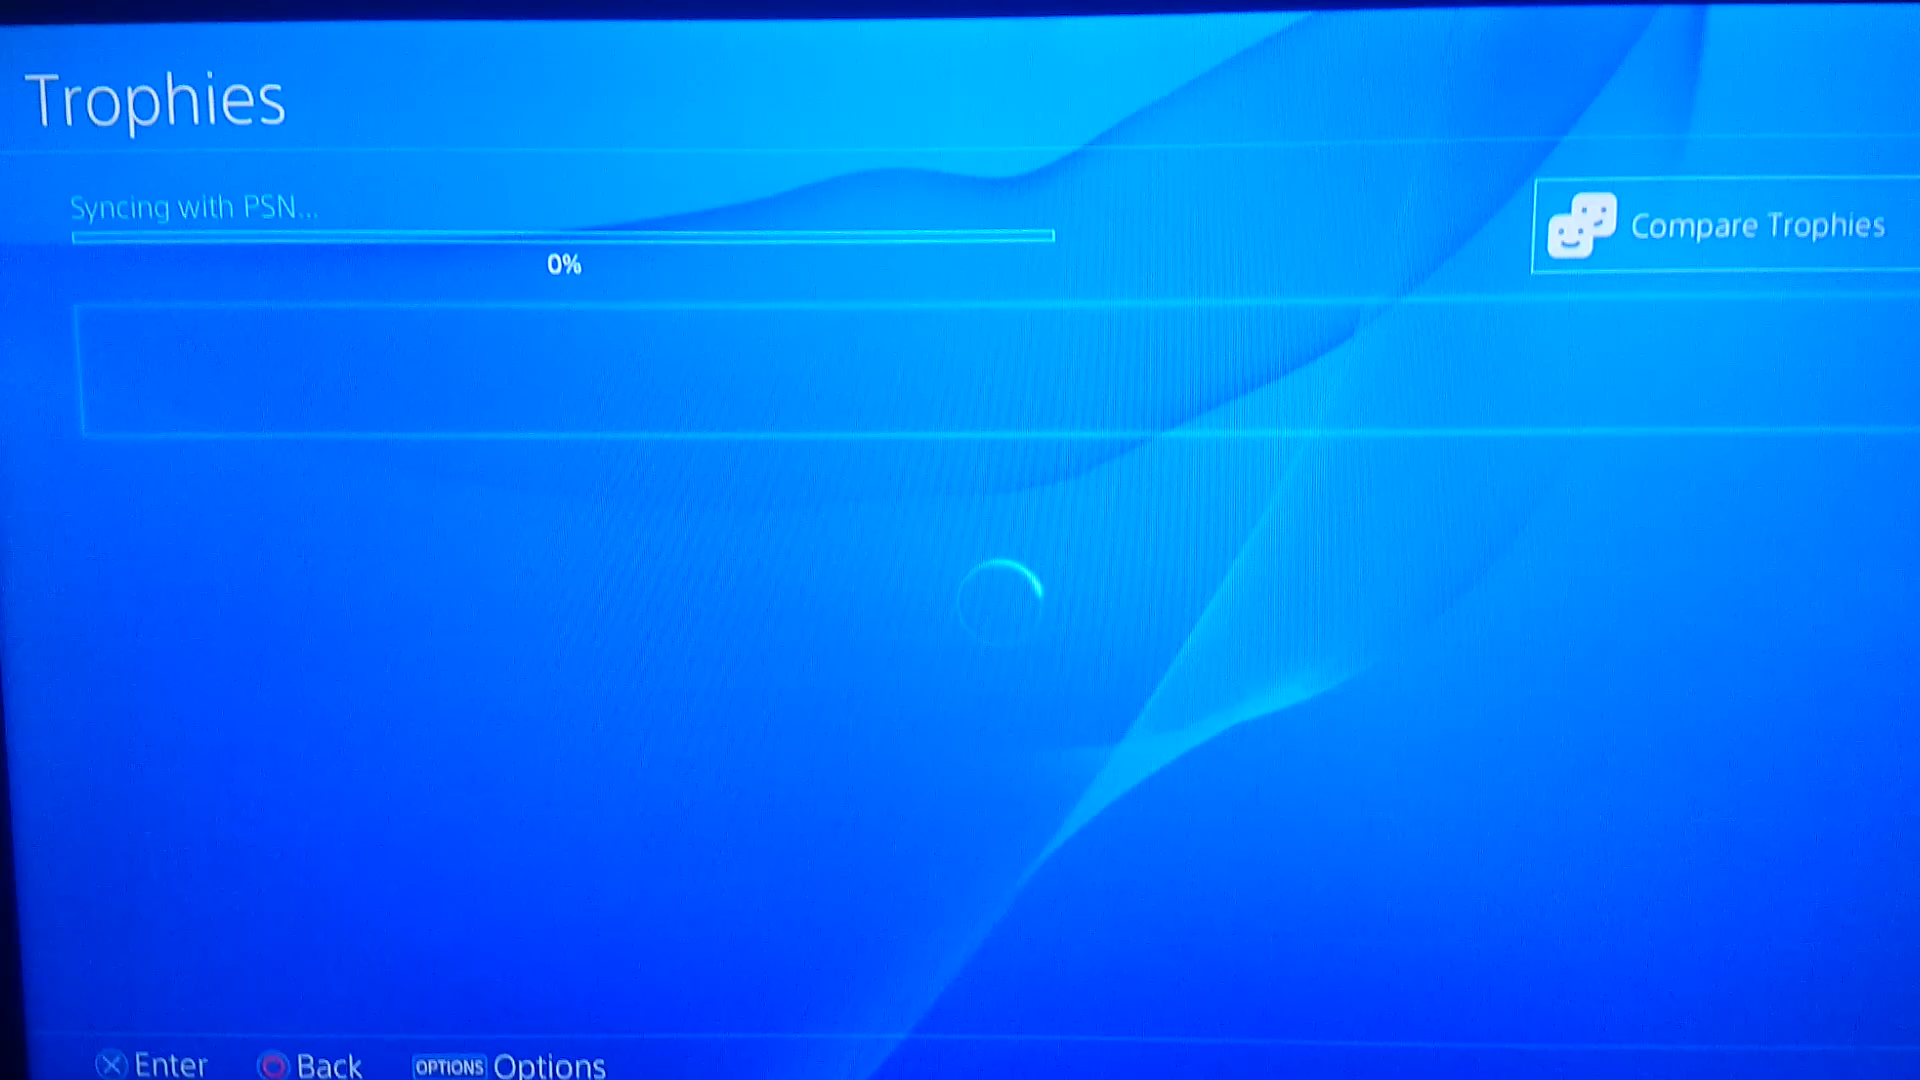 Trophies
Syncing with PSN...
0%
Compare Trophies
Enter
Back
OPTIONS Options